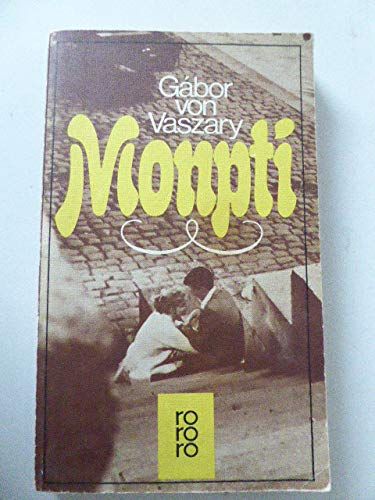 Gábor
von
Vaszary
Monpti
ro
ro
ro